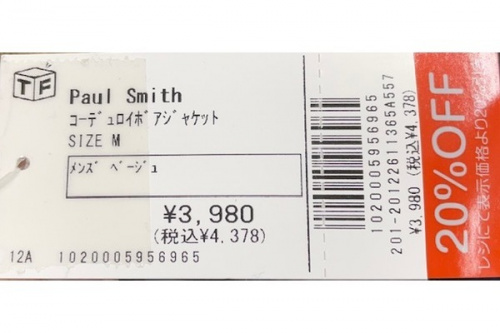 TF
Paul Smith
コーデュロイボアジャケット
SIZE M
メンズ ベージュ
¥3,980
(税込¥4,378)
12A 1020005956965
1020005956965
201-20122611365A557
¥3,980 (税込¥4,378)
20%OFF
レジにて表示価格より20